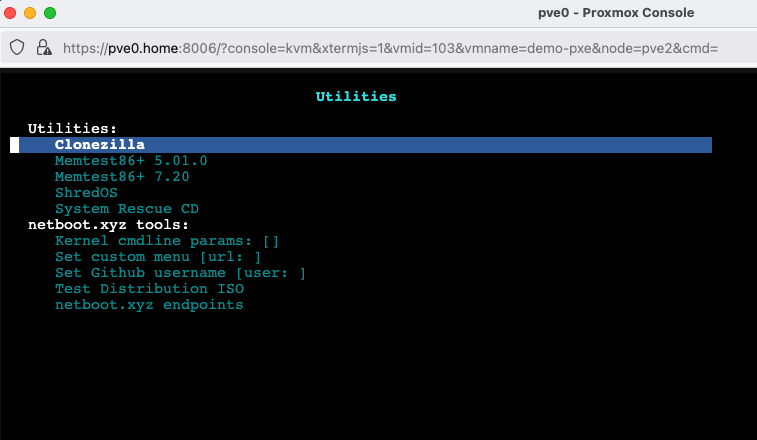 pve0 - Proxmox Console
https://pve0.home:8006/?console=kvm&xtermjs=1&vmid=103&vmname=demo-pxe&node=pve2&cmd=
Utilities
Utilities:
Clonezilla
Memtest86+ 5.01.0
Memtest86+ 7.20
ShredOS
System Rescue CD
netboot.xyz tools:
Kernel cmdline params: []
Set custom menu [url: ]
Set Github username [user: ]
Test Distribution ISO
netboot.xyz endpoints